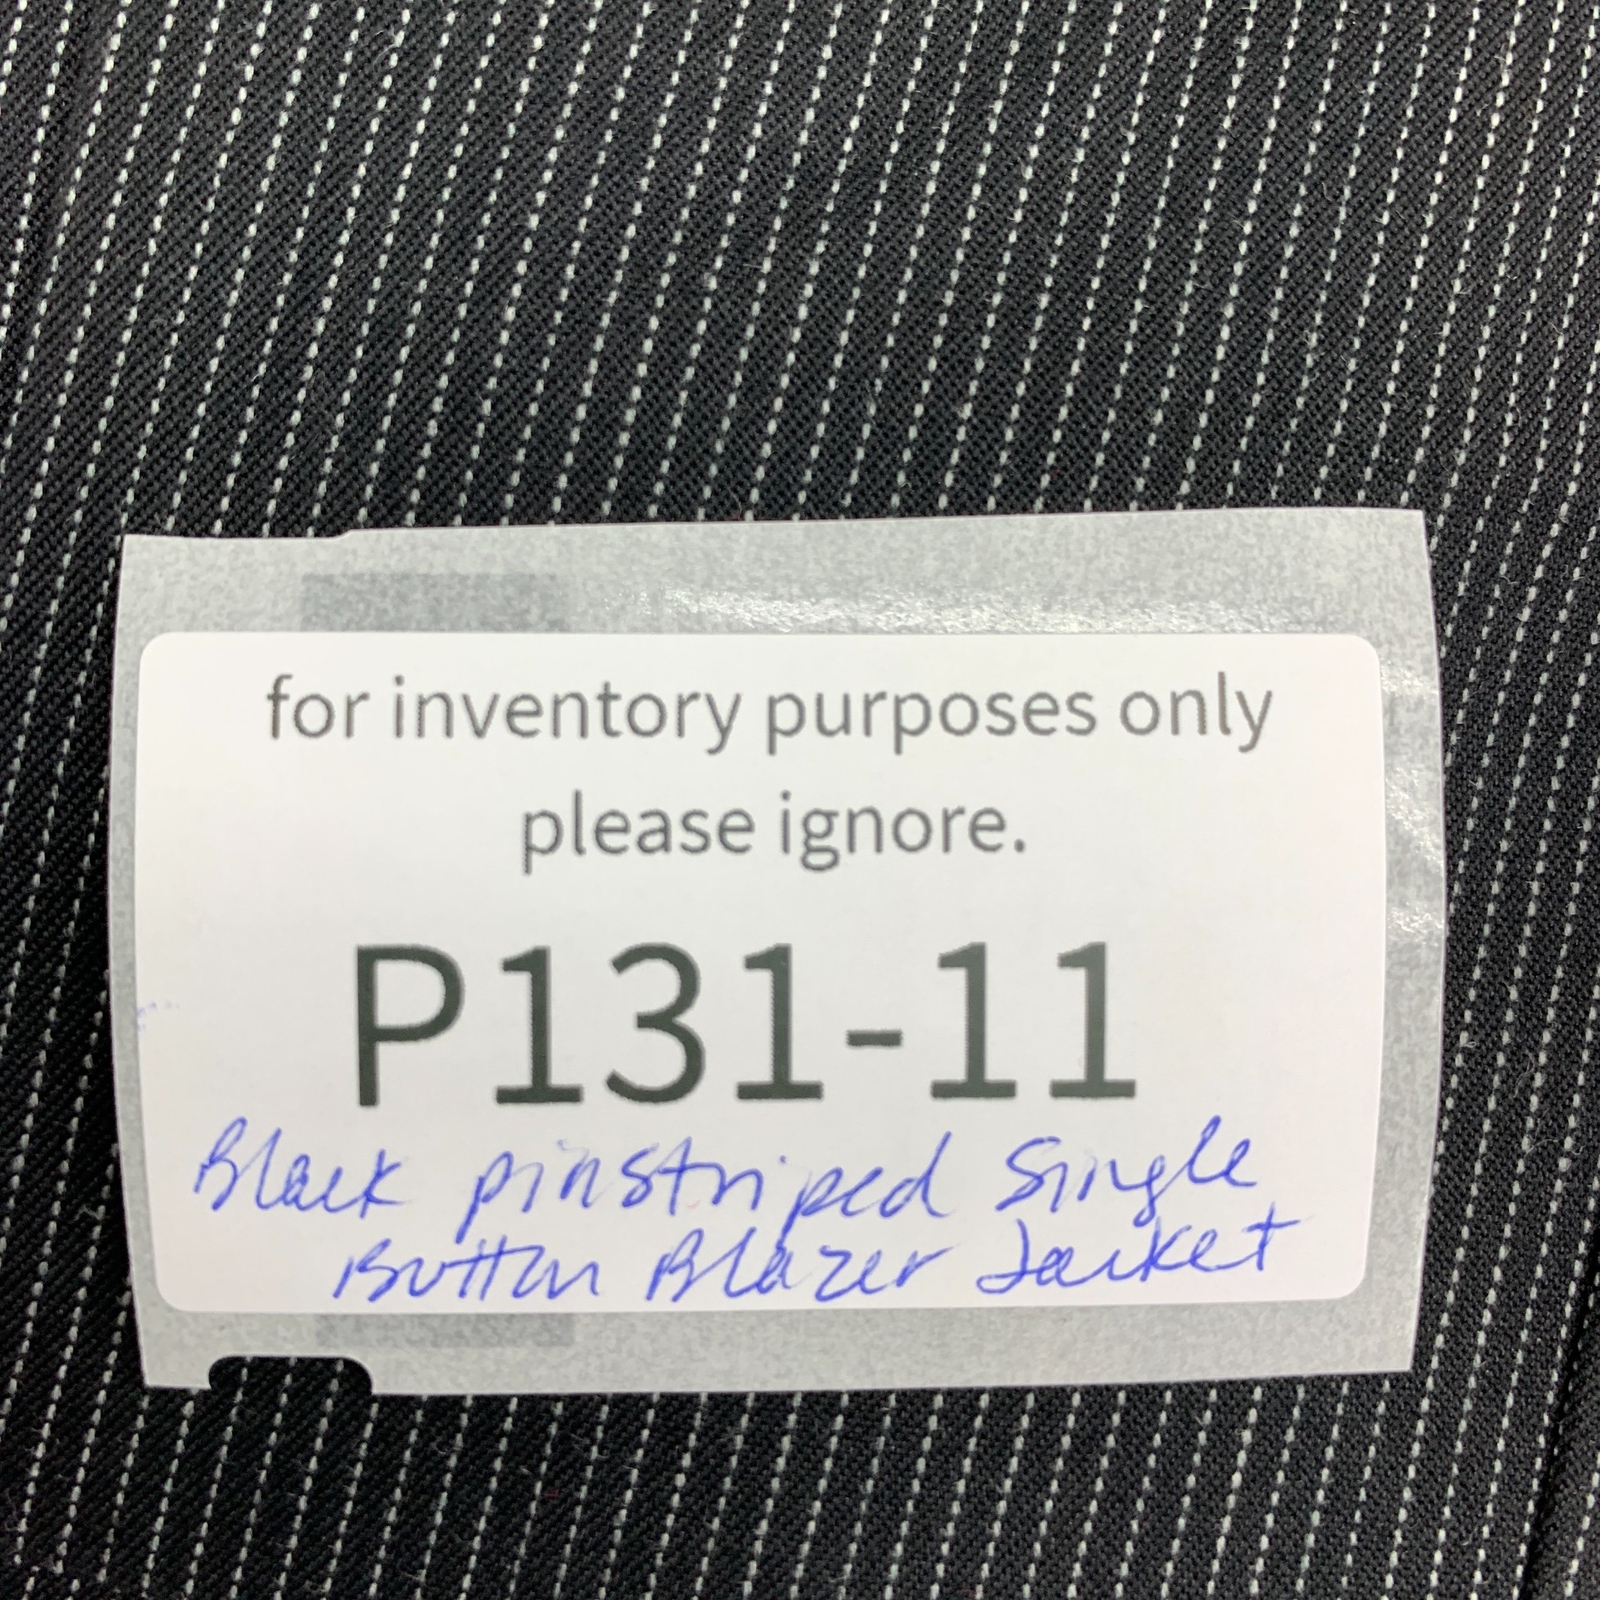 for inventory purposes only
please ignore.
P131-11
Black pinstriped Single
Button Blazer Jacket